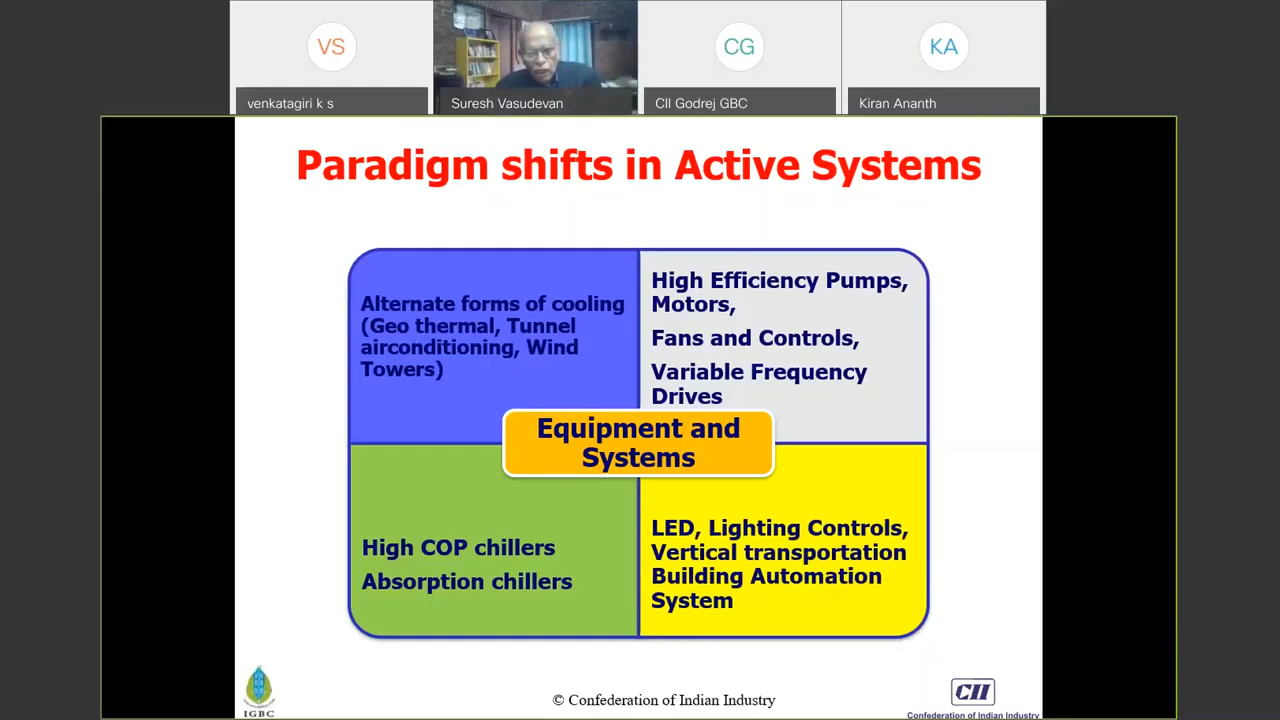 VS
CG
KA
venkatagiri k s
Suresh Vasudevan
CII Godrej GBC
Kiran Ananth
Paradigm shifts in Active Systems
Alternate forms of cooling
(Geo thermal, Tunnel
airconditioning, Wind
Towers)
High Efficiency Pumps,
Motors,
Fans and Controls,
Variable Frequency
Drives
Equipment and
Systems
High COP chillers
Absorption chillers
LED, Lighting Controls,
Vertical transportation
Building Automation
System
IGBC
© Confederation of Indian Industry
CII
Confederation of Indian Industry